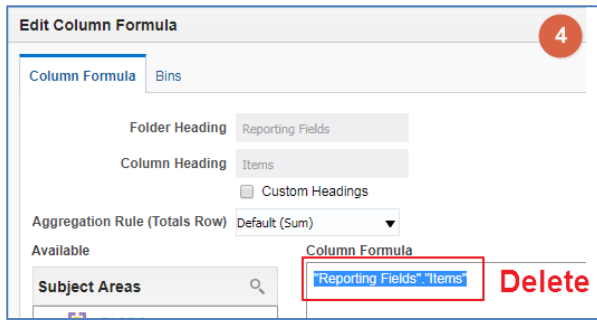 Edit Column Formula
4
Column Formula
Bins
Folder Heading
Reporting Fields
Column Heading
Items
Custom Headings
Aggregation Rule (Totals Row)
Default (Sum)
Available
Column Formula
Subject Areas
"Reporting Fields"."Items"
Delete